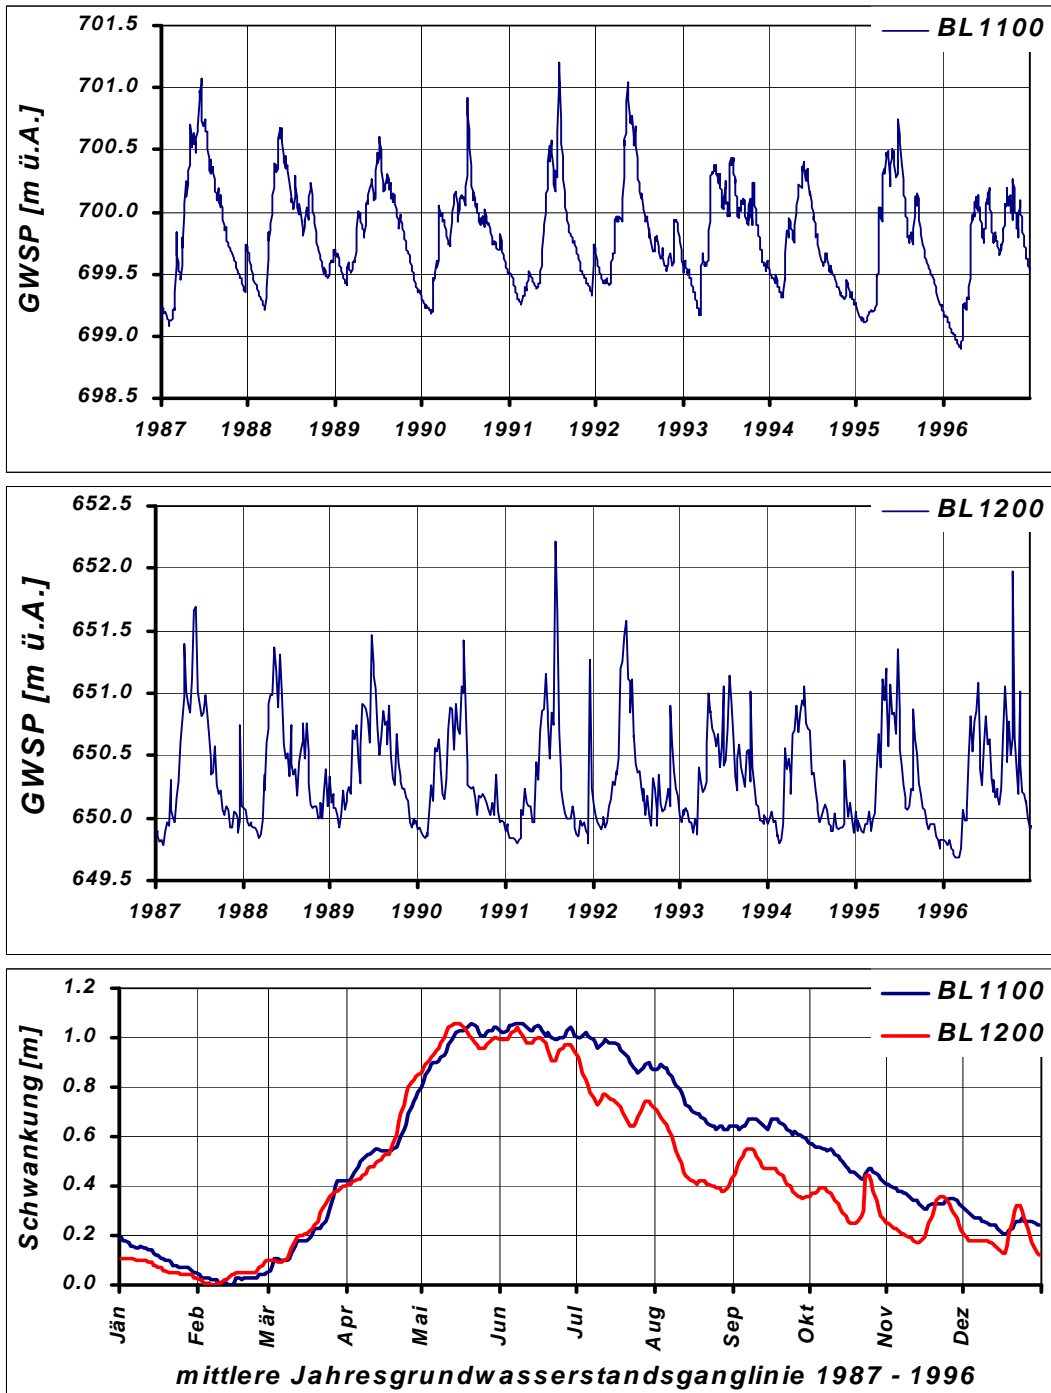 BL1100
GWSP [m ü.A.]
701.5
701.0
700.5
700.0
699.5
699.0
698.5
1987 1988 1989 1990 1991 1992 1993 1994 1995 1996
BL1200
GWSP [m ü.A.]
652.5
652.0
651.5
651.0
650.5
650.0
649.5
1987 1988 1989 1990 1991 1992 1993 1994 1995 1996
BL1100
BL1200
Schwankung [m]
1.2
1.0
0.8
0.6
0.4
0.2
0.0
Jän Feb Mär Apr Mai Jun Jul Aug Sep Okt Nov Dez
mittlere Jahresgrundwasserstandsganglinie 1987 - 1996